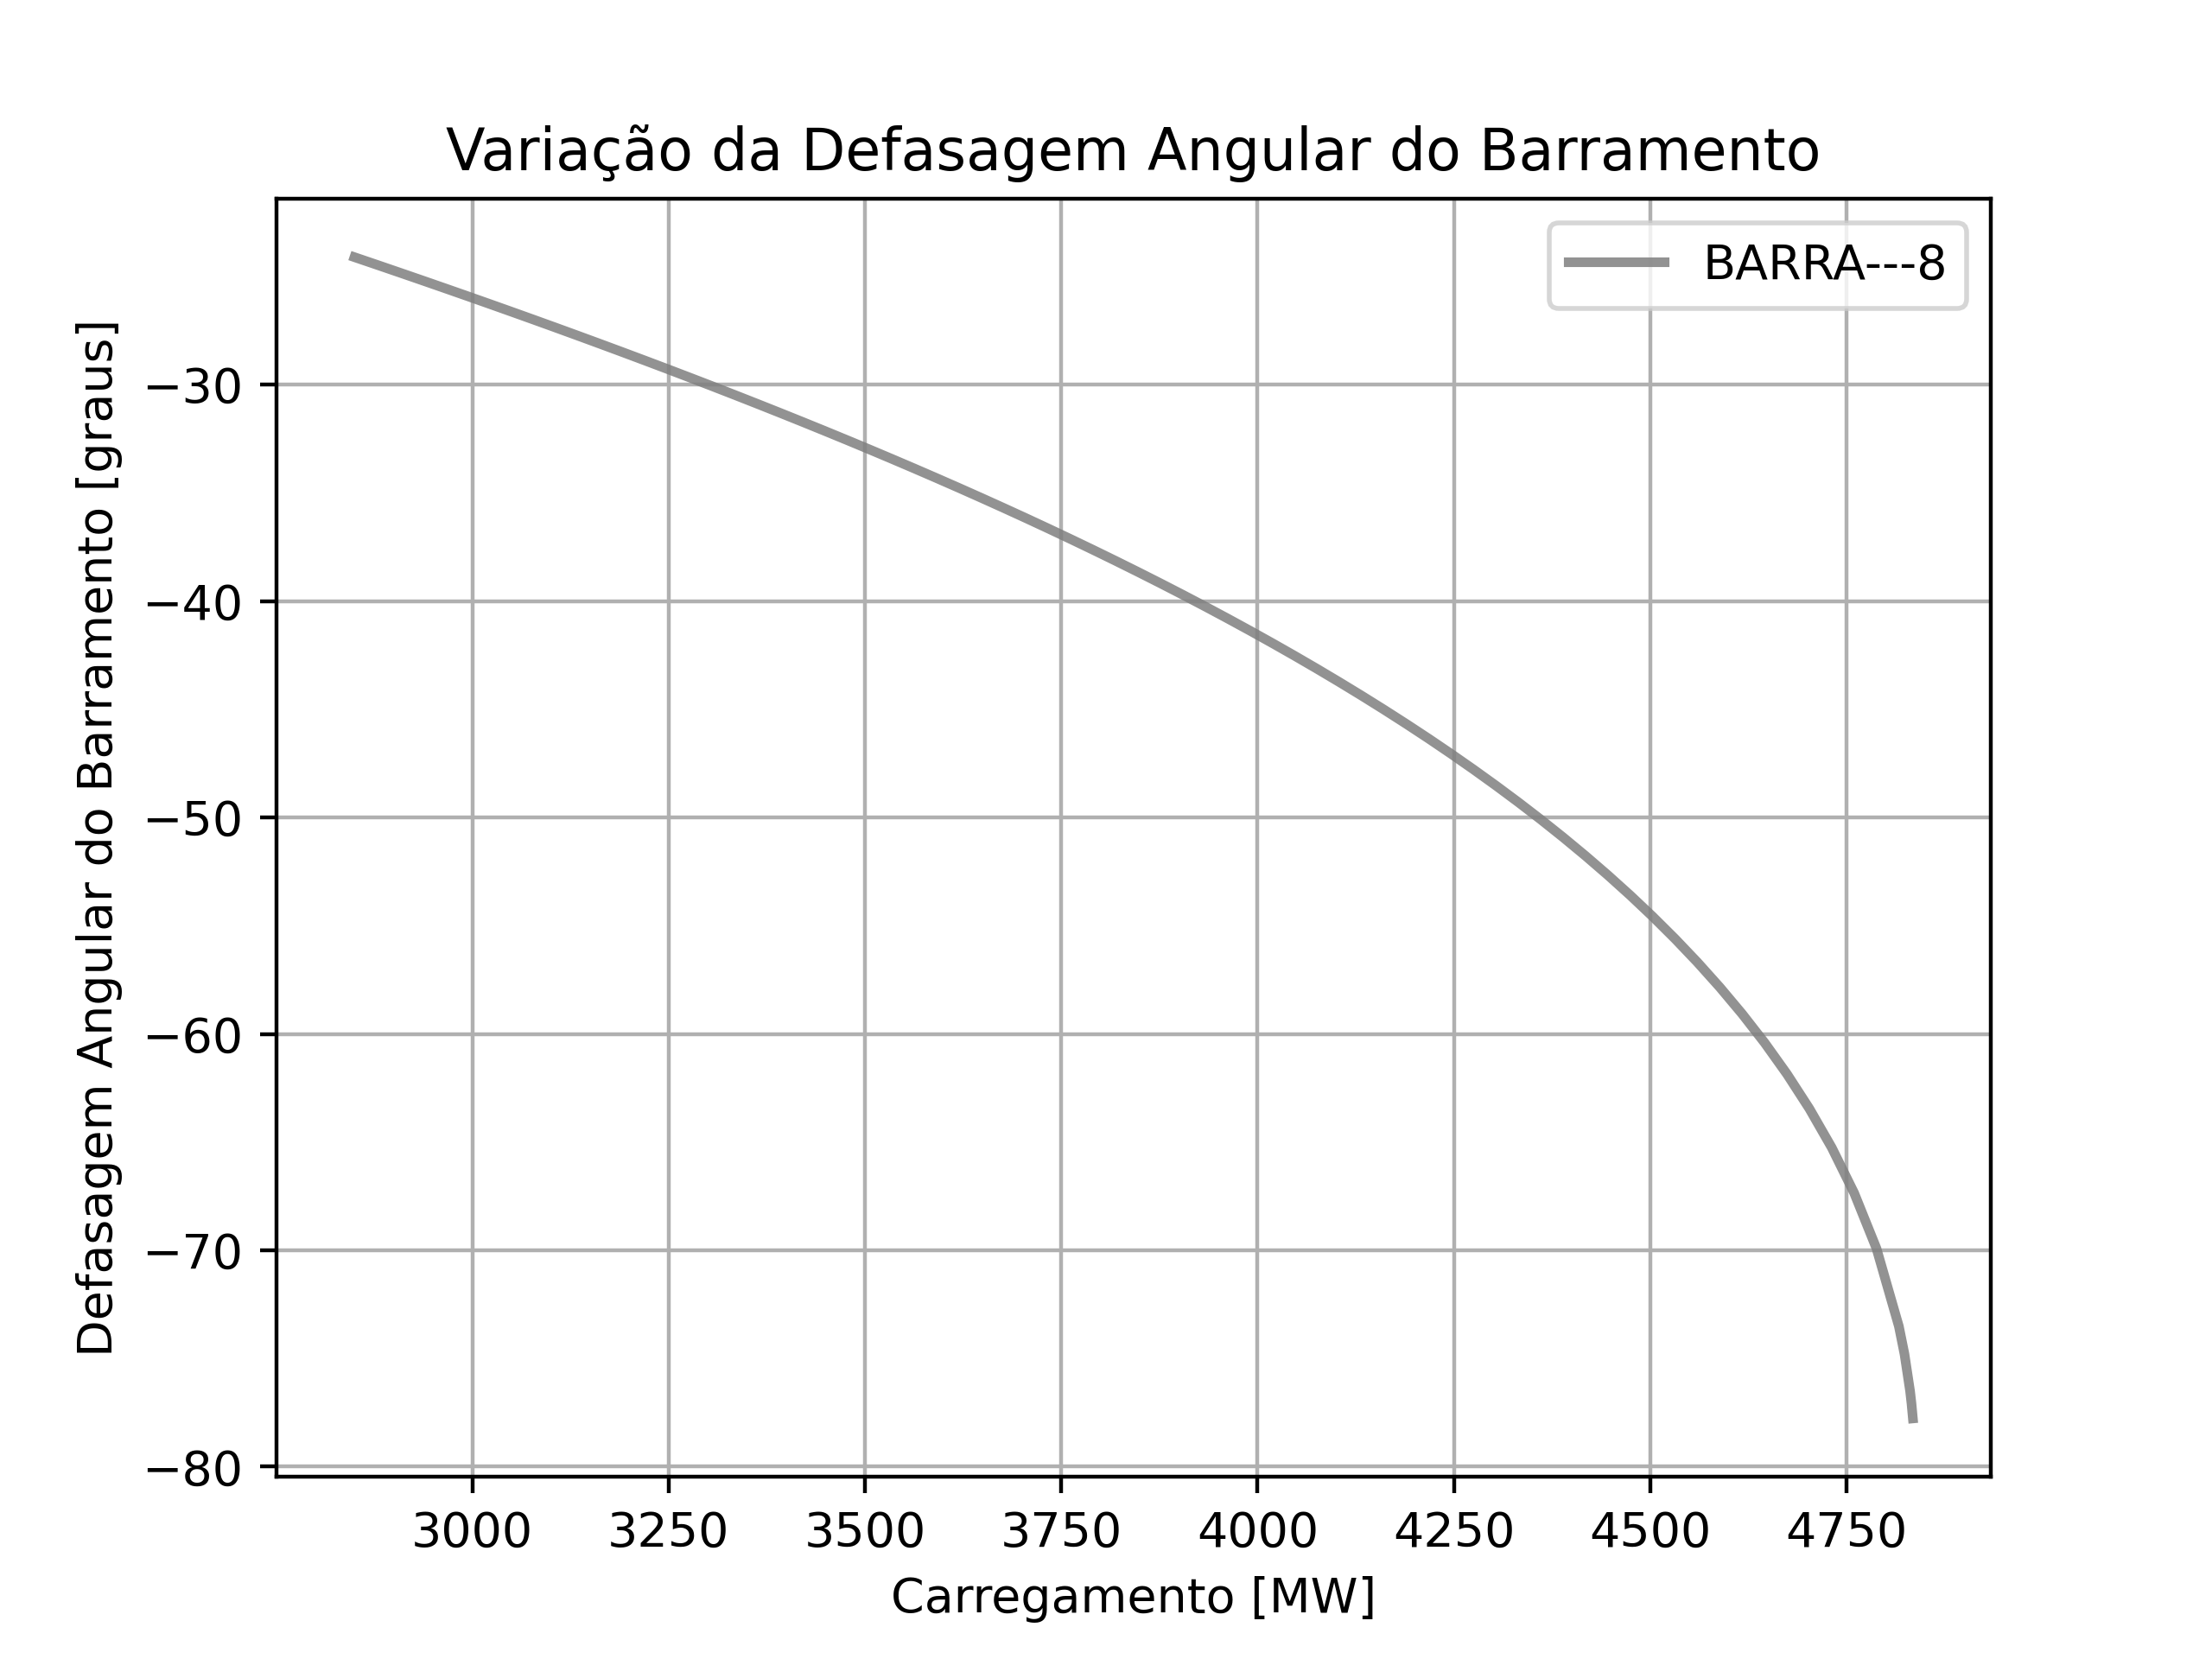 Variação da Defasagem Angular do Barramento
BARRA---8
Defasagem Angular do Barramento [graus]
−30
−40
−50
−60
−70
−80
3000 3250 3500 3750 4000 4250 4500 4750
Carregamento [MW]